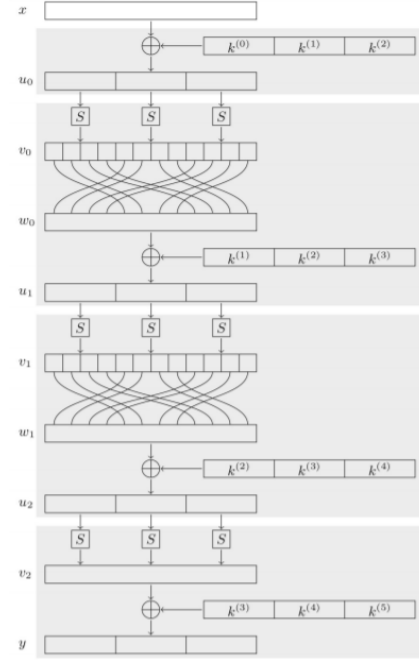 x
k^(0) k^(1) k^(2)
u_0
S S S
v_0
w_0
k^(1) k^(2) k^(3)
u_1
S S S
v_1
w_1
k^(2) k^(3) k^(4)
u_2
S S S
v_2
k^(3) k^(4) k^(5)
y